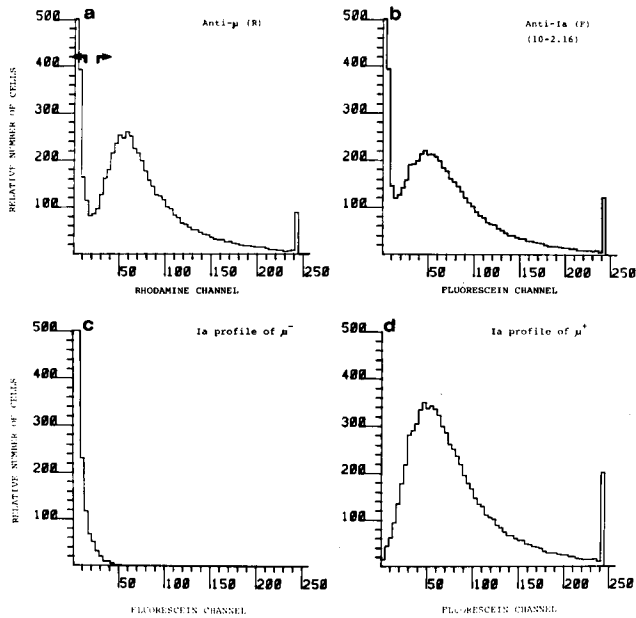 a
Anti-μ (R)
500
400
300
200
100
50
100
150
200
250
RELATIVE NUMBER OF CELLS
RHODAMINE CHANNEL
b
Anti-Ia (F)
(10-2.16)
500
400
300
200
100
50
100
150
200
250
FLUORESCEIN CHANNEL
c
Ia profile of μ⁻
500
400
300
200
100
50
100
150
200
250
RELATIVE NUMBER OF CELLS
FLUORESCEIN CHANNEL
d
Ia profile of μ⁺
500
400
300
200
100
50
100
150
200
250
FLUORESCEIN CHANNEL